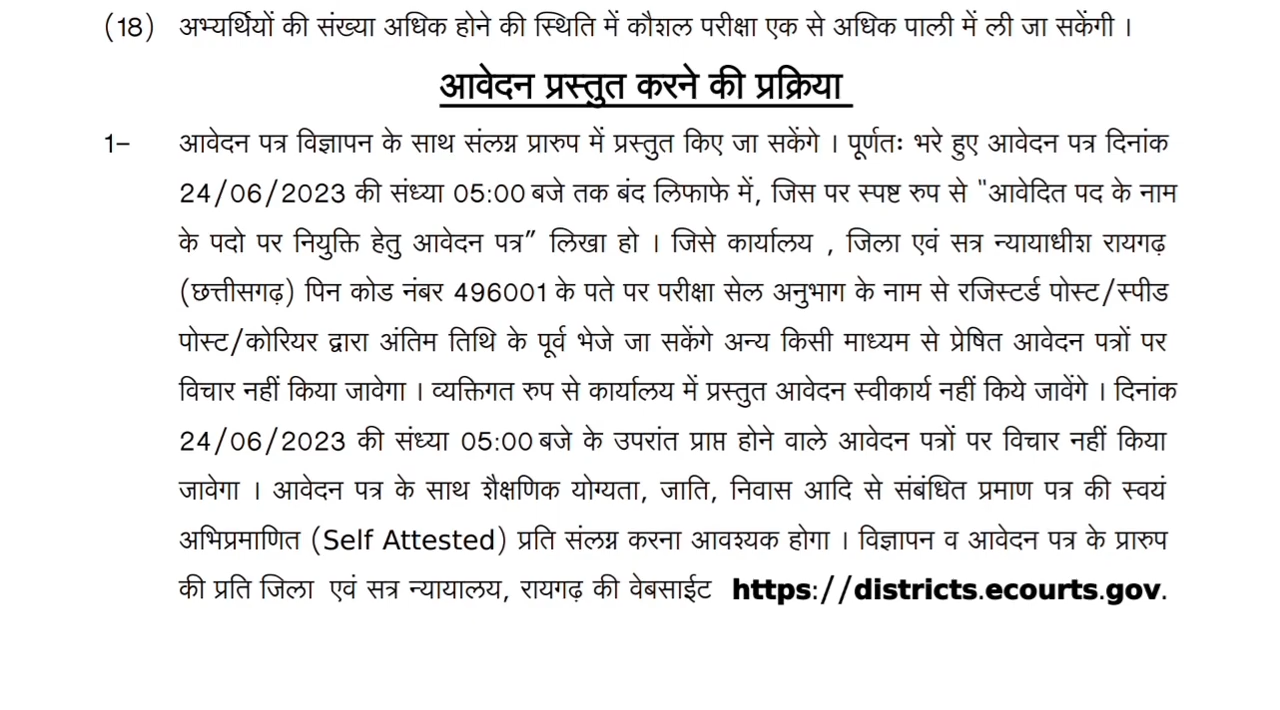 (18) अभ्यर्थियों की संख्या अधिक होने की स्थिति में कौशल परीक्षा एक से अधिक पाली में ली जा सकेंगी ।
आवेदन प्रस्तुत करने की प्रक्रिया
1– आवेदन पत्र विज्ञापन के साथ संलग्न प्रारुप में प्रस्तुत किए जा सकेंगे । पूर्णतः भरे हुए आवेदन पत्र दिनांक
24/06/2023 की संध्या 05:00 बजे तक बंद लिफाफे में, जिस पर स्पष्ट रुप से "आवेदित पद के नाम
के पदो पर नियुक्ति हेतु आवेदन पत्र” लिखा हो । जिसे कार्यालय , जिला एवं सत्र न्यायाधीश रायगढ़
(छत्तीसगढ़) पिन कोड नंबर 496001 के पते पर परीक्षा सेल अनुभाग के नाम से रजिस्टर्ड पोस्ट/स्पीड
पोस्ट/कोरियर द्वारा अंतिम तिथि के पूर्व भेजे जा सकेंगे अन्य किसी माध्यम से प्रेषित आवेदन पत्रों पर
विचार नहीं किया जावेगा । व्यक्तिगत रुप से कार्यालय में प्रस्तुत आवेदन स्वीकार्य नहीं किये जावेंगे । दिनांक
24/06/2023 की संध्या 05:00 बजे के उपरांत प्राप्त होने वाले आवेदन पत्रों पर विचार नहीं किया
जावेगा । आवेदन पत्र के साथ शैक्षणिक योग्यता, जाति, निवास आदि से संबंधित प्रमाण पत्र की स्वयं
अभिप्रमाणित (Self Attested) प्रति संलग्न करना आवश्यक होगा । विज्ञापन व आवेदन पत्र के प्रारुप
की प्रति जिला एवं सत्र न्यायालय, रायगढ़ की वेबसाईट https://districts.ecourts.gov.